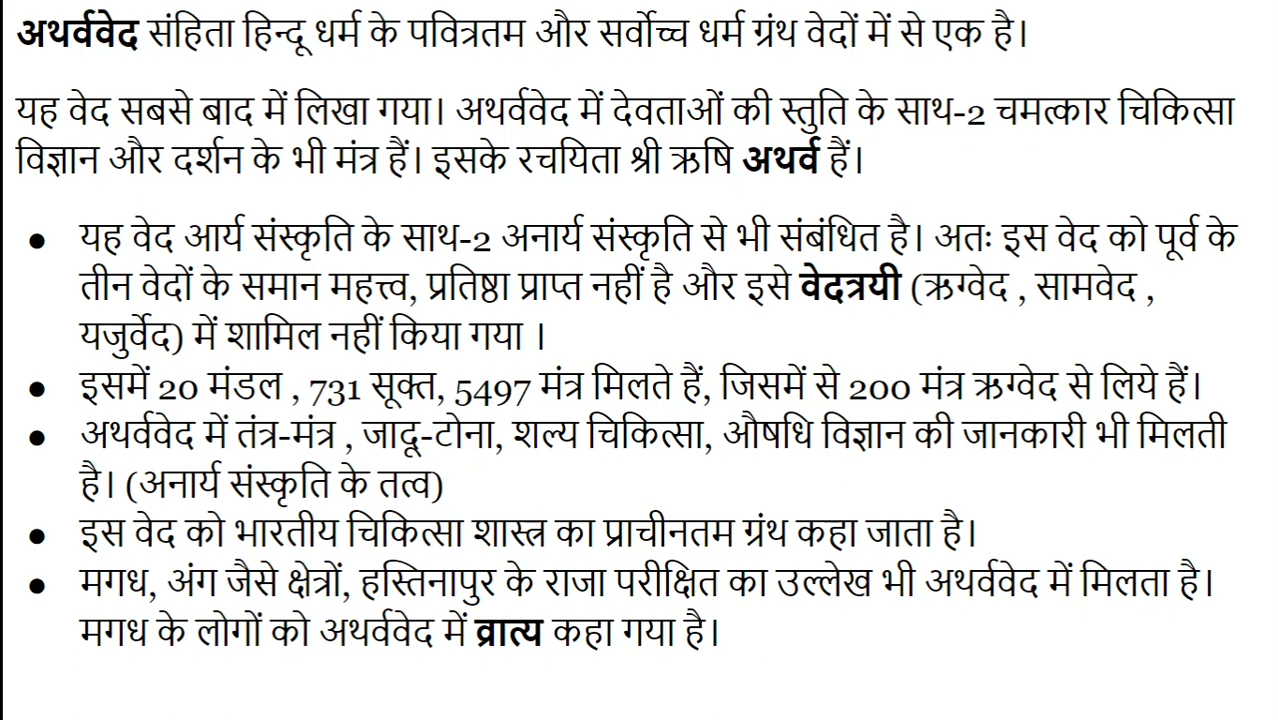 अथर्ववेद संहिता हिन्दू धर्म के पवित्रतम और सर्वोच्च धर्म ग्रंथ वेदों में से एक है।
यह वेद सबसे बाद में लिखा गया। अथर्ववेद में देवताओं की स्तुति के साथ-2 चमत्कार चिकित्सा
विज्ञान और दर्शन के भी मंत्र हैं। इसके रचयिता श्री ऋषि अथर्व हैं।
● यह वेद आर्य संस्कृति के साथ-2 अनार्य संस्कृति से भी संबंधित है। अतः इस वेद को पूर्व के
तीन वेदों के समान महत्त्व, प्रतिष्ठा प्राप्त नहीं है और इसे वेदत्रयी (ऋग्वेद , सामवेद ,
यजुर्वेद) में शामिल नहीं किया गया ।
● इसमें 20 मंडल , 731 सूक्त, 5497 मंत्र मिलते हैं, जिसमें से 200 मंत्र ऋग्वेद से लिये हैं।
● अथर्ववेद में तंत्र-मंत्र , जादू-टोना, शल्य चिकित्सा, औषधि विज्ञान की जानकारी भी मिलती
है। (अनार्य संस्कृति के तत्व)
● इस वेद को भारतीय चिकित्सा शास्त्र का प्राचीनतम ग्रंथ कहा जाता है।
● मगध, अंग जैसे क्षेत्रों, हस्तिनापुर के राजा परीक्षित का उल्लेख भी अथर्ववेद में मिलता है।
मगध के लोगों को अथर्ववेद में व्रात्य कहा गया है।